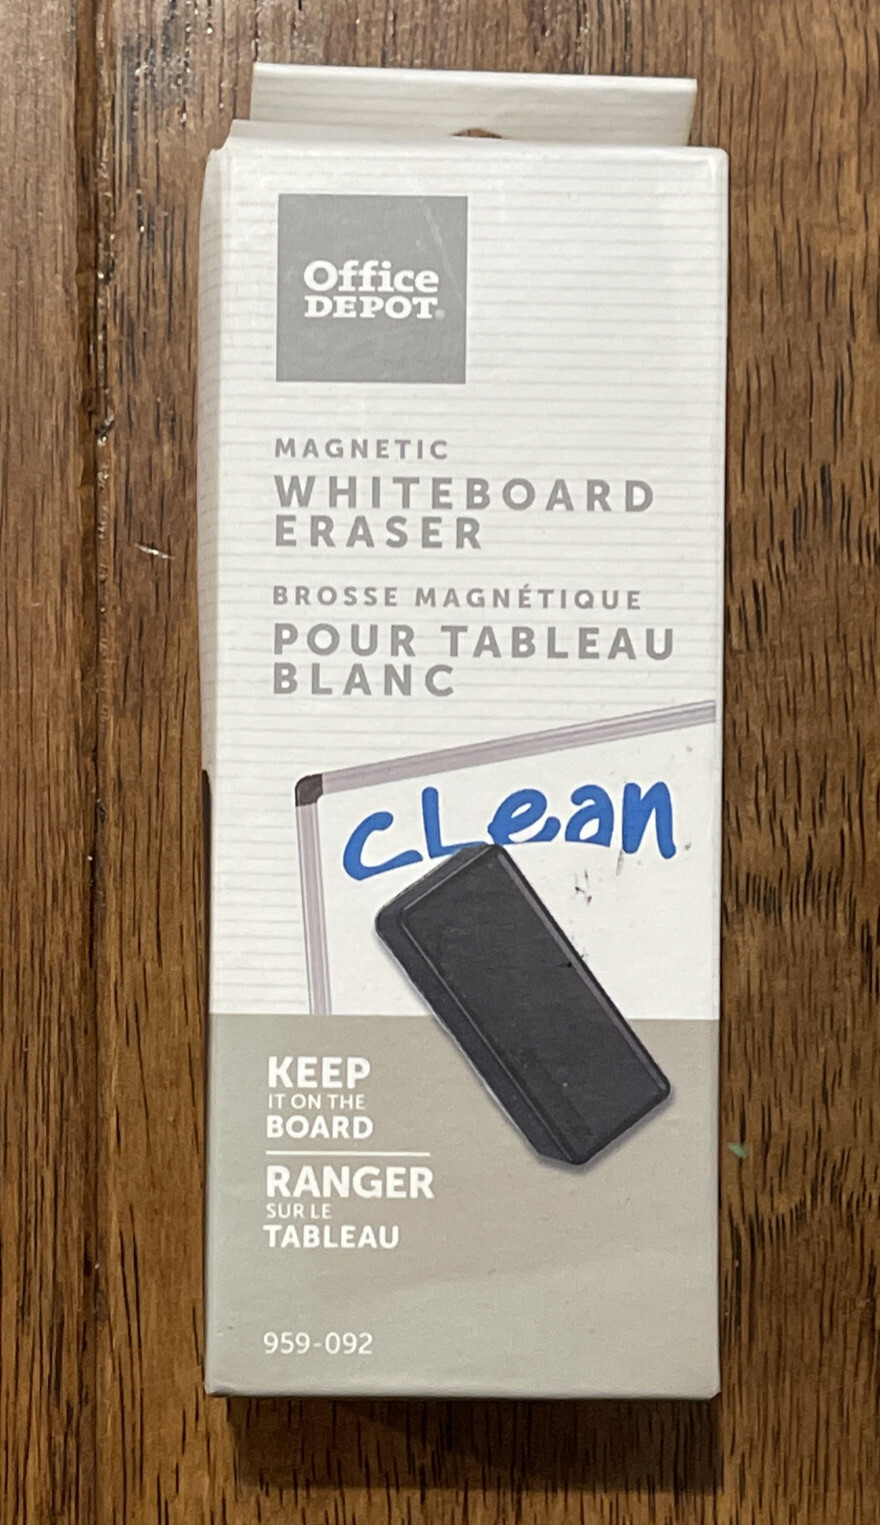 Office
DEPOT®
MAGNETIC
WHITEBOARD
ERASER
BROSSE MAGNÉTIQUE
POUR TABLEAU
BLANC
CLean
KEEP
IT ON THE
BOARD
RANGER
SUR LE
TABLEAU
959-092